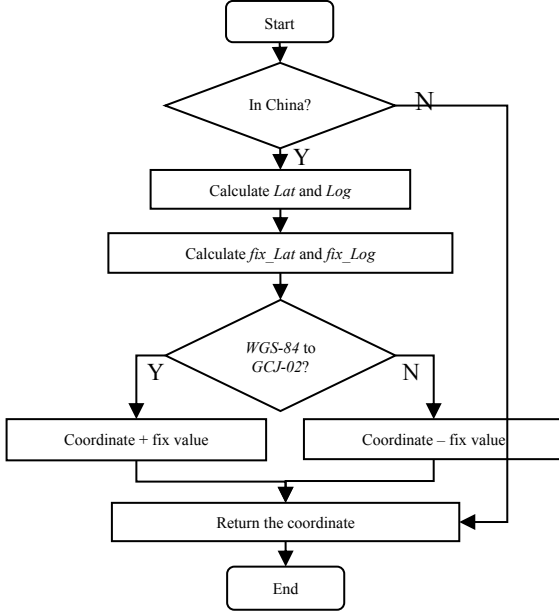 Start
In China?
N
Y
Calculate Lat and Log
Calculate fix_Lat and fix_Log
WGS-84 to
GCJ-02?
Y
N
Coordinate + fix value
Coordinate – fix value
Return the coordinate
End